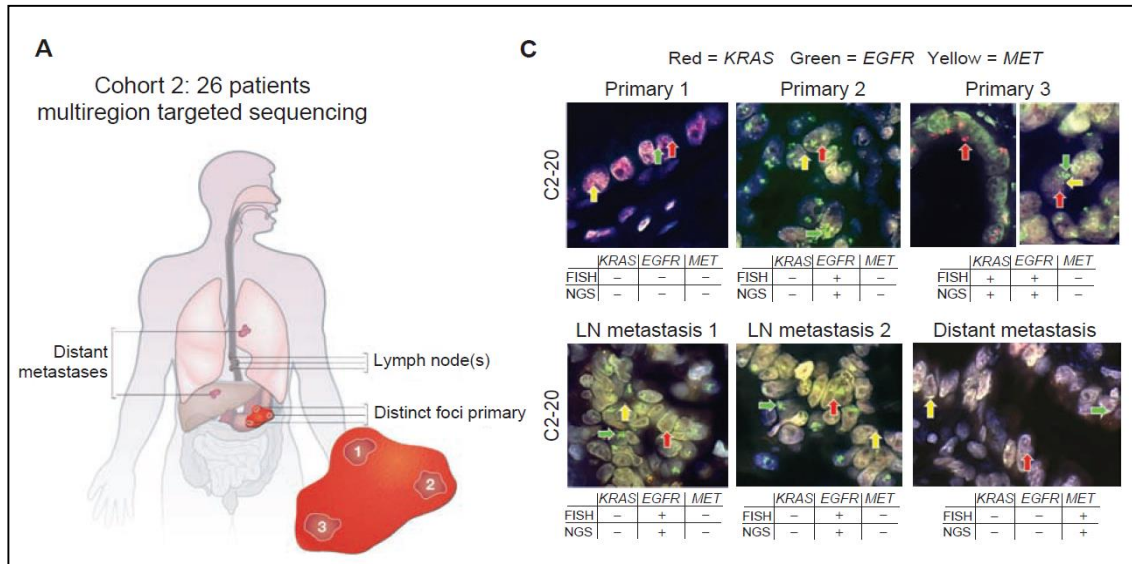 A
Cohort 2: 26 patients
multiregion targeted sequencing
Distant
metastases
Lymph node(s)
Distinct foci primary
1
2
3
C
Red = KRAS Green = EGFR Yellow = MET
Primary 1 Primary 2 Primary 3
C2-20
KRAS EGFR MET KRAS EGFR MET KRAS EGFR MET
FISH – – – FISH – + – FISH + + –
NGS – – – NGS – + – NGS + + –
LN metastasis 1 LN metastasis 2 Distant metastasis
C2-20
KRAS EGFR MET KRAS EGFR MET KRAS EGFR MET
FISH – + – FISH – + – FISH – – +
NGS – + – NGS – + – NGS – – +